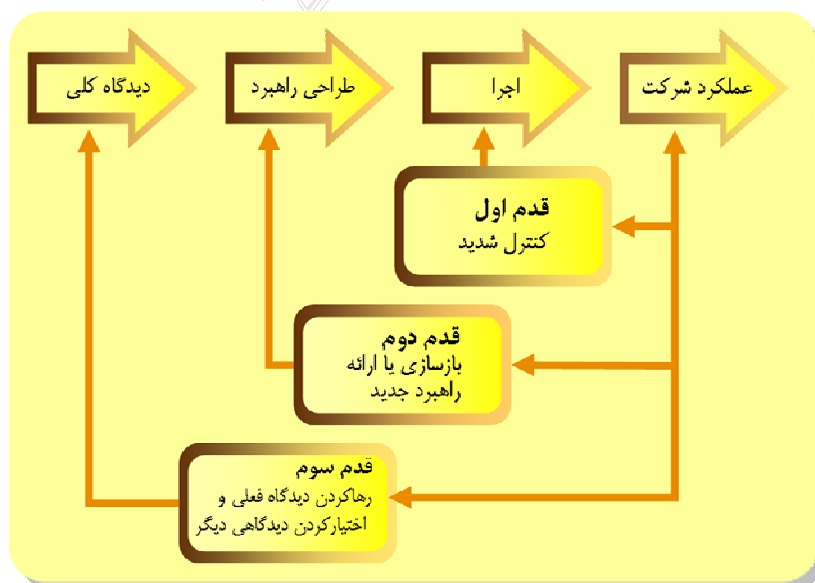 عملکرد شرکت
اجرا
طراحی راهبرد
دیدگاه کلی
قدم اول
کنترل شدید
قدم دوم
بازسازی یا ارائه
راهبرد جدید
قدم سوم
رهاکردن دیدگاه فعلی و
اختیارکردن دیدگاهی دیگر